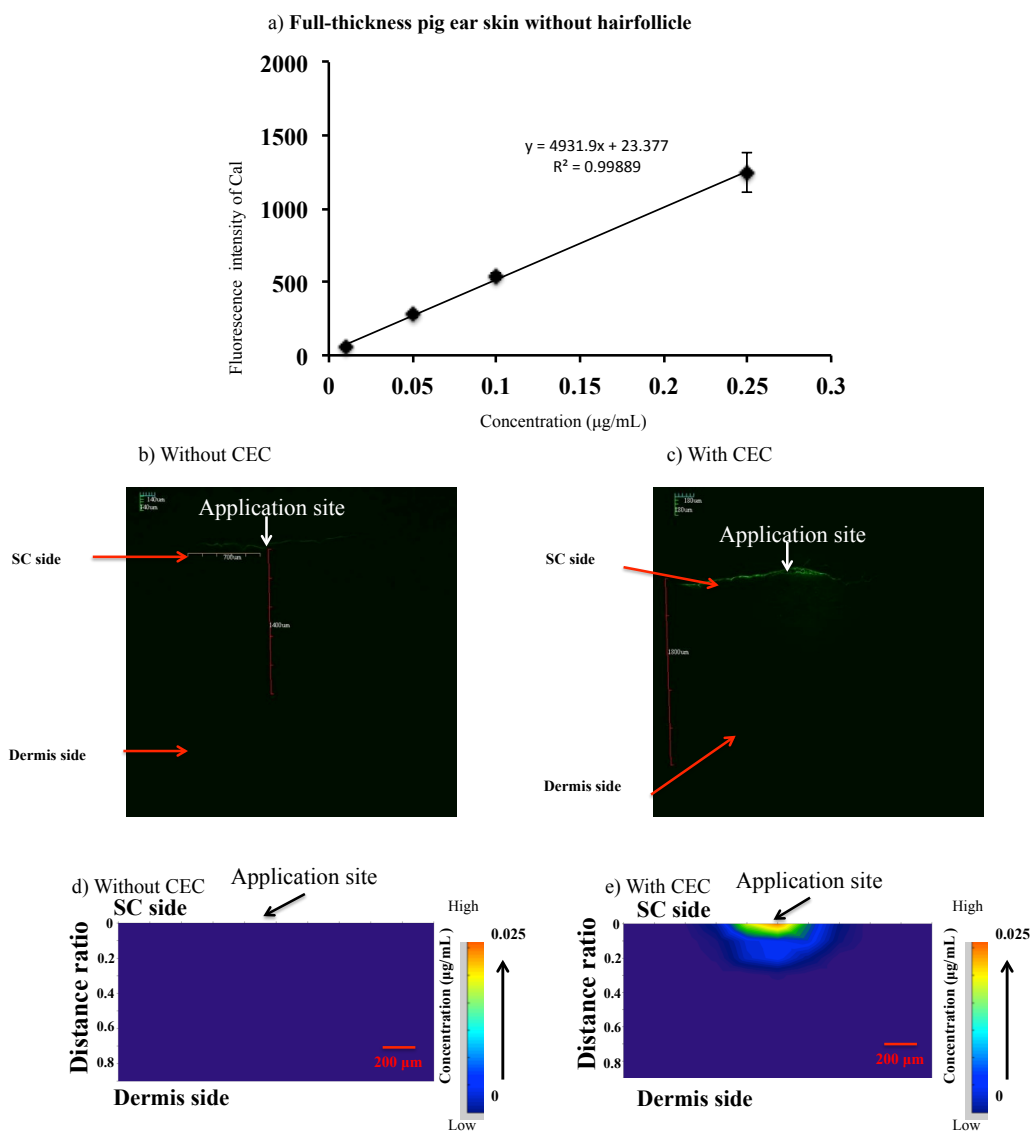 a) Full-thickness pig ear skin without hairfollicle
2000
1500
1000
500
0
Fluorescence intensity of Cal
y = 4931.9x + 23.377
R² = 0.99889
0
0.05
0.1
0.15
0.2
0.25
0.3
Concentration (µg/mL)
b) Without CEC
140um
140um
Application site
SC side
700um
1400um
Dermis side
c) With CEC
180um
180um
Application site
SC side
1800um
Dermis side
d) Without CEC
Application site
SC side
High
0
0.2
0.4
0.6
0.8
Distance ratio
200 µm
Dermis side
Concentration (µg/mL)
0.025
0
Low
e) With CEC
Application site
SC side
High
0
0.2
0.4
0.6
0.8
Distance ratio
200 µm
Dermis side
Concentration (µg/mL)
0.025
0
Low